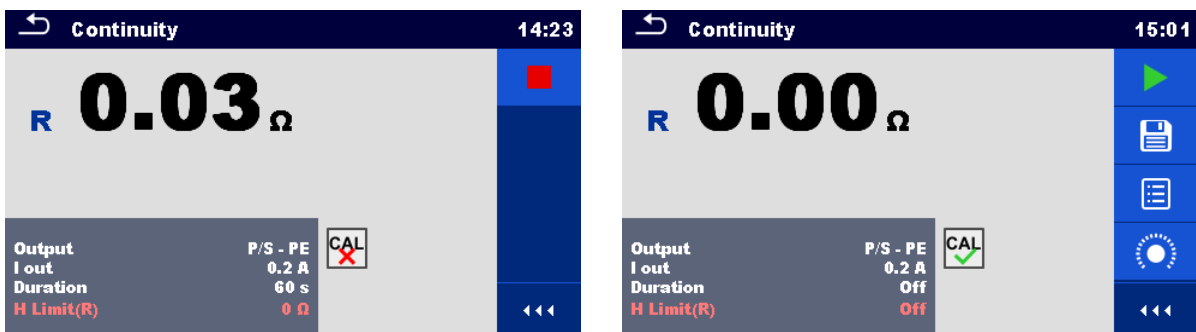 Continuity 14:23
R 0.03 Ω
Output P/S - PE
I out 0.2 A
Duration 60 s
H Limit(R) 0 Ω
CAL
Continuity 15:01
R 0.00 Ω
Output P/S - PE
I out 0.2 A
Duration Off
H Limit(R) Off
CAL